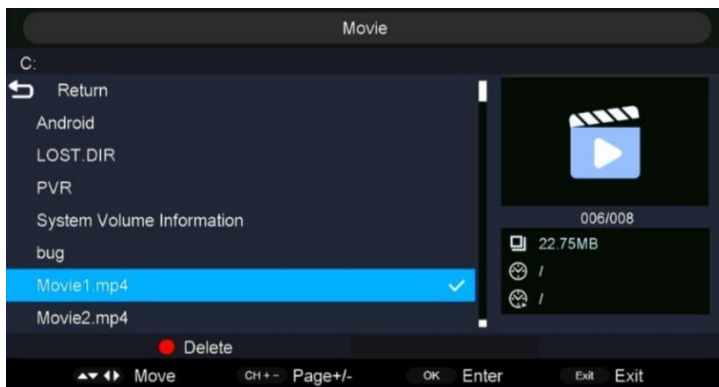 Movie
C:
Return
Android
LOST.DIR
PVR
System Volume Information
bug
Movie1.mp4
Movie2.mp4
006/008
22.75MB
/
/
Delete
Move CH + - Page+/- OK Enter Exit Exit